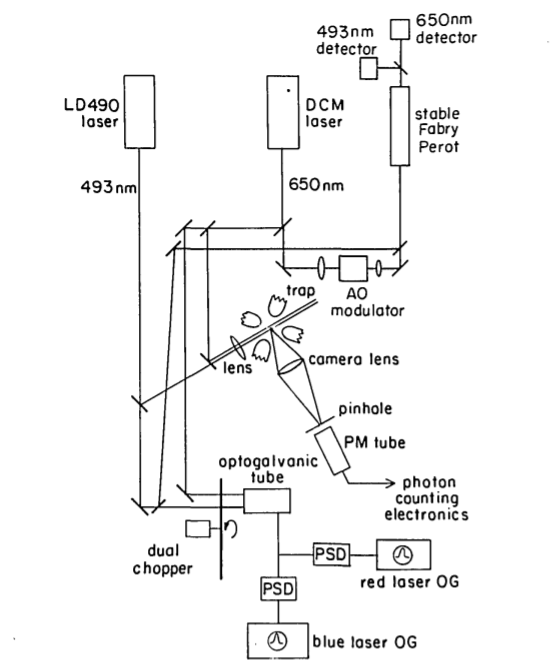 650nm
detector
493nm
detector
LD490
laser
DCM
laser
stable
Fabry
Perot
493nm
650nm
trap
AO
modulator
lens
camera lens
pinhole
PM tube
optogalvanic
tube
photon
counting
electronics
dual
chopper
PSD
red laser OG
PSD
blue laser OG